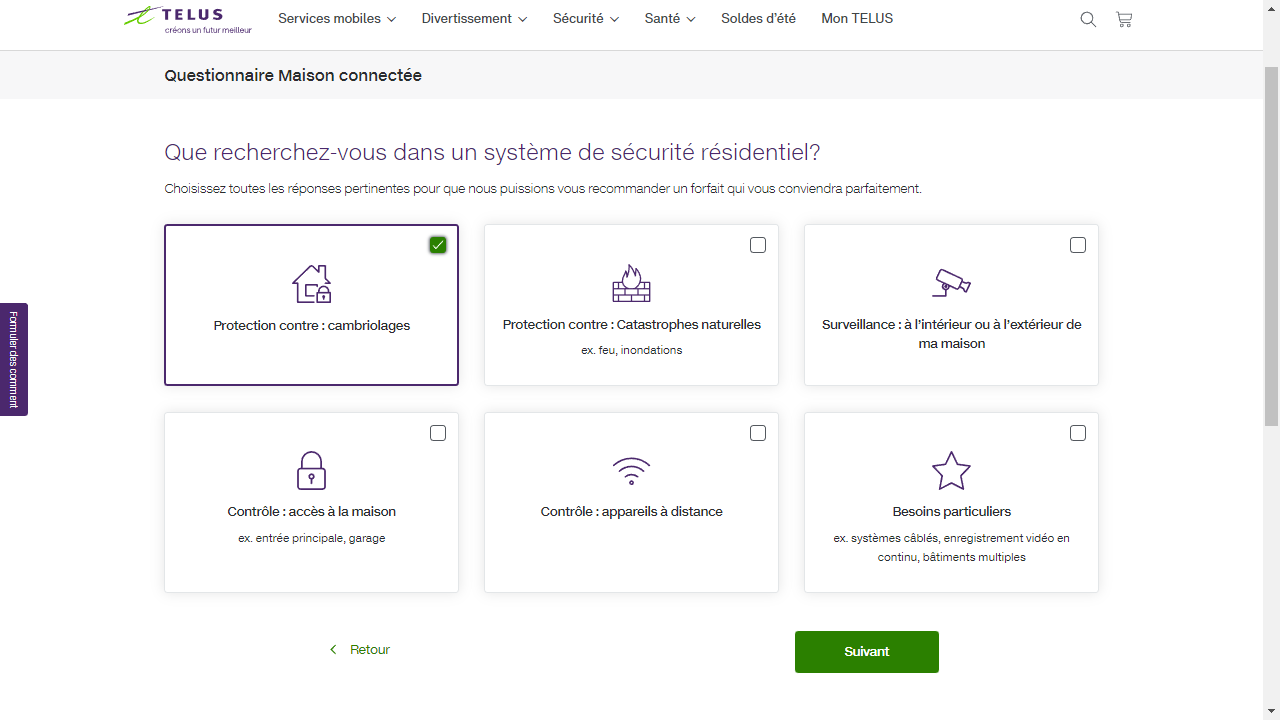 TELUS
créons un futur meilleur
Services mobiles
Divertissement
Sécurité
Santé
Soldes d'été
Mon TELUS
Questionnaire Maison connectée
Que recherchez-vous dans un système de sécurité résidentiel?
Choisissez toutes les réponses pertinentes pour que nous puissions vous recommander un forfait qui vous conviendra parfaitement.
Protection contre : cambriolages
Protection contre : Catastrophes naturelles
ex. feu, inondations
Surveillance : à l'intérieur ou à l'extérieur de
ma maison
Formuler des comment
Contrôle : accès à la maison
ex. entrée principale, garage
Contrôle : appareils à distance
Besoins particuliers
ex. systèmes câblés, enregistrement vidéo en
continu, bâtiments multiples
Retour
Suivant